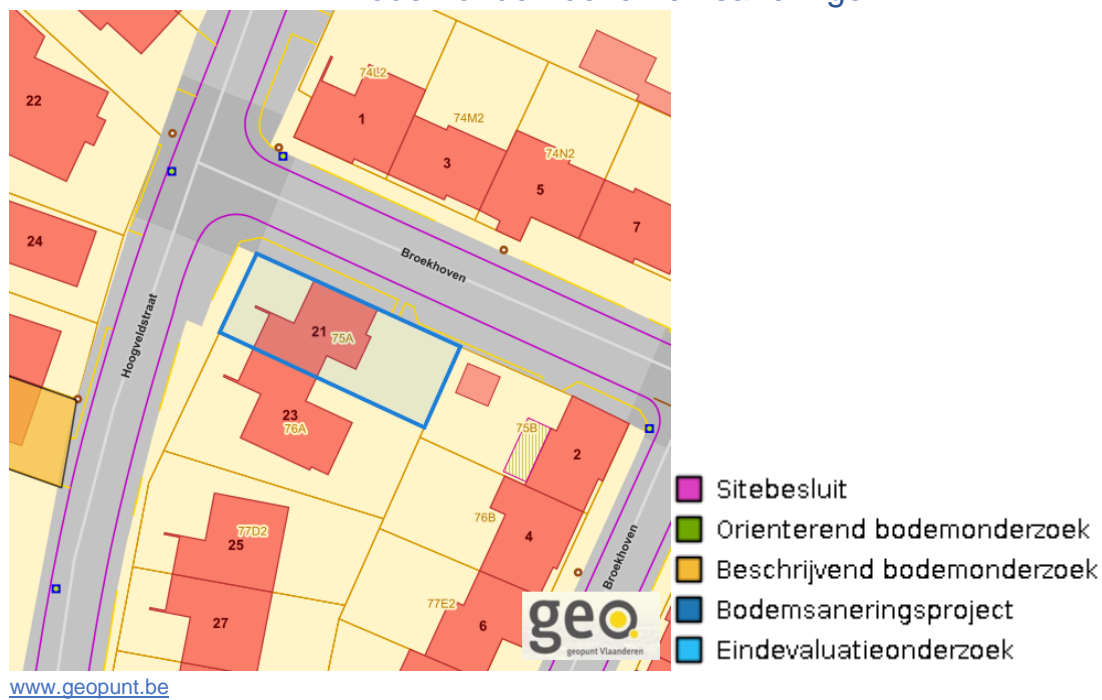 74L2
22
1
74M2
3
74N2
5
7
24
Broekhoven
Hoogveldstraat
21
75A
23
76A
75B
2
76B
4
77D2
25
Broekhoven
77E2
27
6
geo
geopunt Vlaanderen
Sitebesluit
Orienterend bodemonderzoek
Beschrijvend bodemonderzoek
Bodemsaneringsproject
Eindevaluatieonderzoek
www.geopunt.be